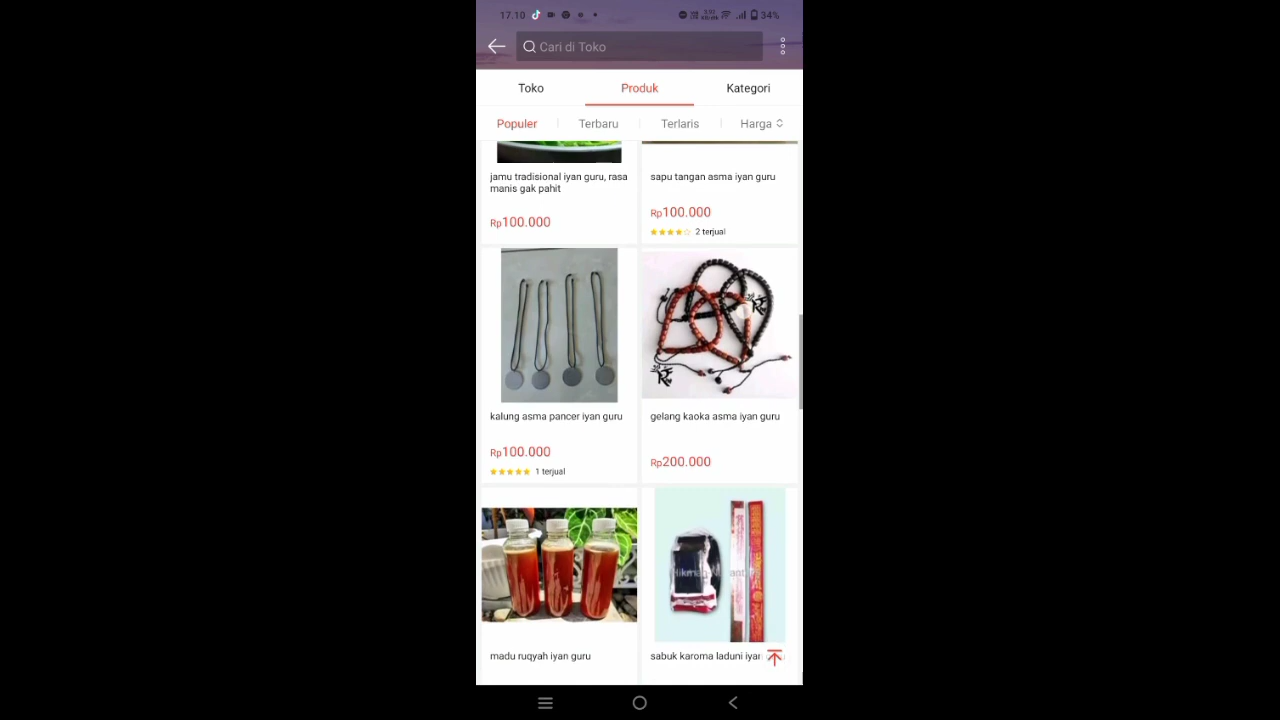 17.10
34%
Cari di Toko
Toko
Produk
Kategori
Populer
Terbaru
Terlaris
Harga
jamu tradisional iyan guru, rasa
manis gak pahit
Rp100.000
sapu tangan asma iyan guru
Rp100.000
2 terjual
kalung asma pancer iyan guru
Rp100.000
1 terjual
gelang kaoka asma iyan guru
Rp200.000
madu ruqyah iyan guru
sabuk karoma laduni iyan